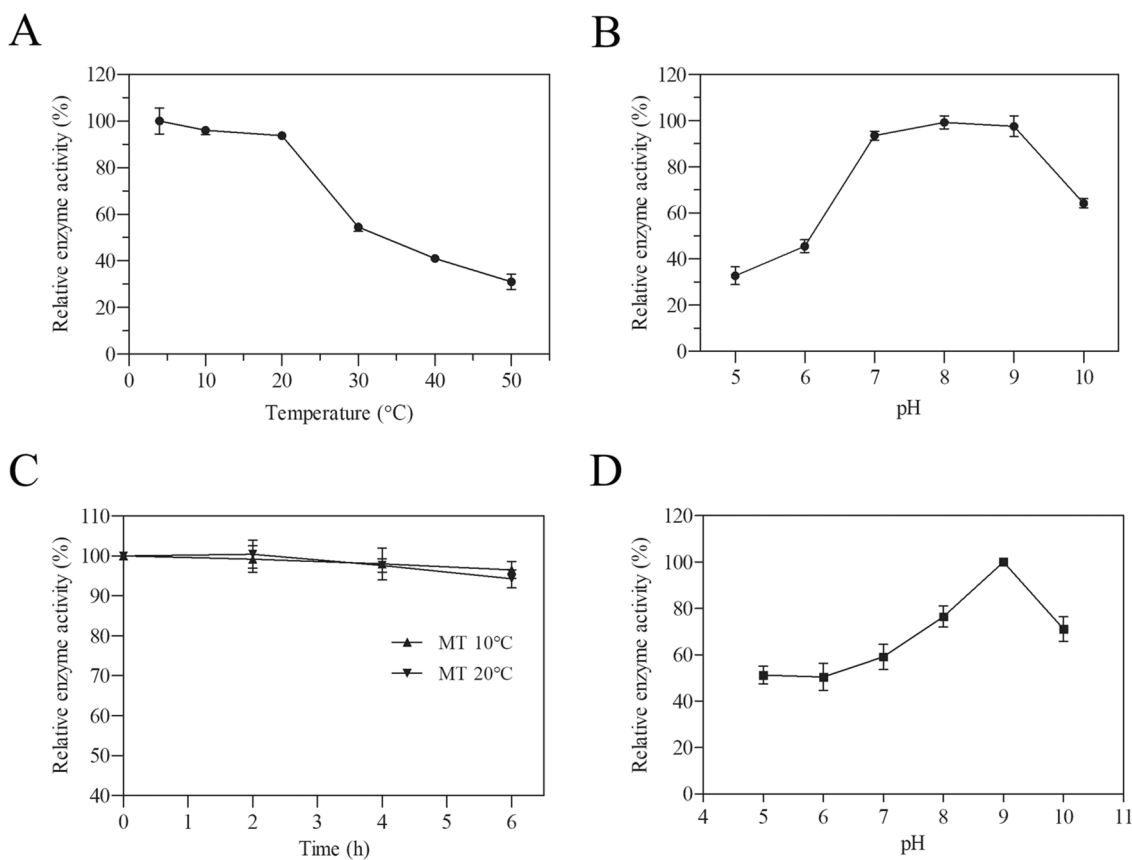 A
120
100
80
60
40
20
0
Relative enzyme activity (%)
0 10 20 30 40 50
Temperature (°C)
B
120
100
80
60
40
20
0
Relative enzyme activity (%)
5 6 7 8 9 10
pH
C
110
100
90
80
70
60
50
40
Relative enzyme activity (%)
MT 10°C
MT 20°C
0 1 2 3 4 5 6
Time (h)
D
120
100
80
60
40
20
0
Relative enzyme activity (%)
4 5 6 7 8 9 10 11
pH